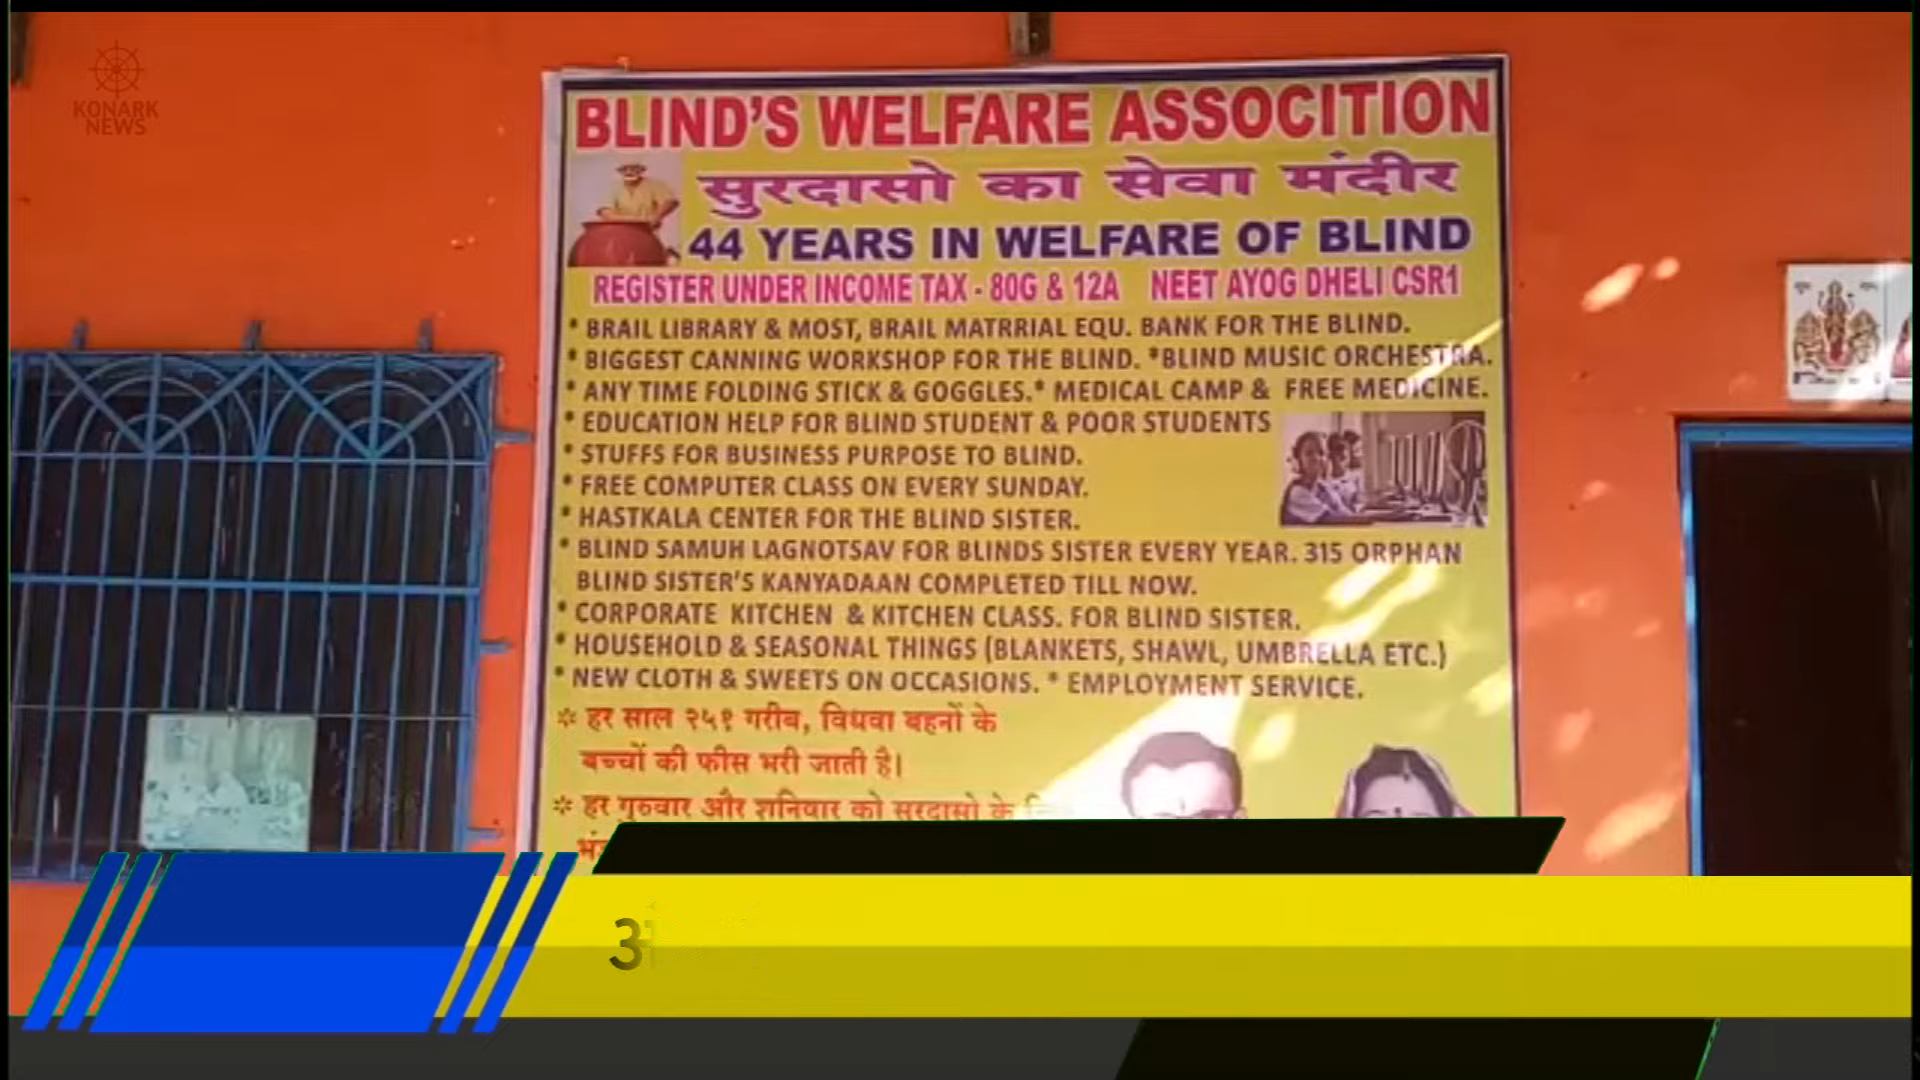 KONARK
NEWS
BLIND'S WELFARE ASSOCITION
सुरदासो का सेवा मंदीर
44 YEARS IN WELFARE OF BLIND
REGISTER UNDER INCOME TAX - 80G & 12A NEET AYOG DHELI CSR1
* BRAIL LIBRARY & MOST, BRAIL MATRRIAL EQU. BANK FOR THE BLIND.
* BIGGEST CANNING WORKSHOP FOR THE BLIND. *BLIND MUSIC ORCHESTRA.
* ANY TIME FOLDING STICK & GOGGLES.* MEDICAL CAMP & FREE MEDICINE.
* EDUCATION HELP FOR BLIND STUDENT & POOR STUDENTS
* STUFFS FOR BUSINESS PURPOSE TO BLIND.
* FREE COMPUTER CLASS ON EVERY SUNDAY.
* HASTKALA CENTER FOR THE BLIND SISTER.
* BLIND SAMUH LAGNOTSAV FOR BLINDS SISTER EVERY YEAR. 315 ORPHAN
BLIND SISTER'S KANYADAAN COMPLETED TILL NOW.
* CORPORATE KITCHEN & KITCHEN CLASS. FOR BLIND SISTER.
* HOUSEHOLD & SEASONAL THINGS (BLANKETS, SHAWL, UMBRELLA ETC.)
* NEW CLOTH & SWEETS ON OCCASIONS. * EMPLOYMENT SERVICE.
* हर साल २५१ गरीब, विधवा बहनों के
बच्चों की फीस भरी जाती है।
* हर गुरुवार और शनिवार को सुरदासो के